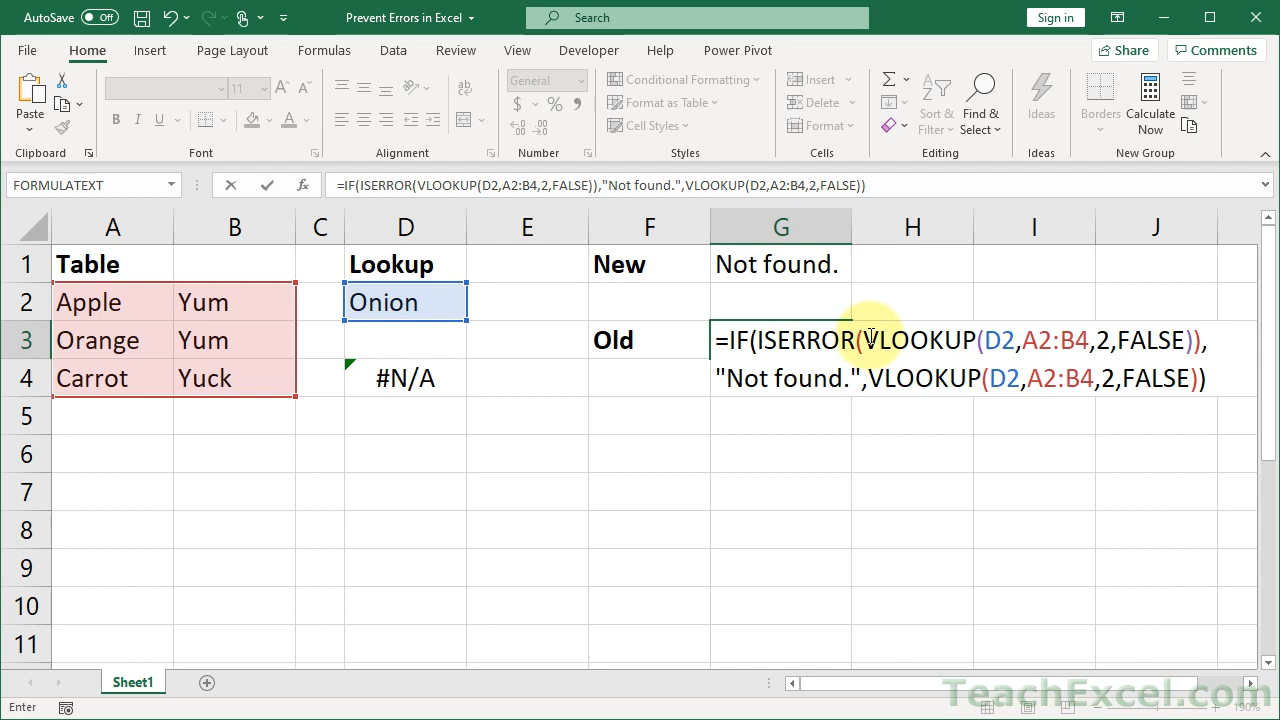 AutoSave Off Prevent Errors in Excel Search Sign in
File Home Insert Page Layout Formulas Data Review View Developer Help Power Pivot Share Comments
Paste
11
General
Conditional Formatting
Format as Table
Cell Styles
Insert
Delete
Format
Sort & Filter
Find & Select
Ideas
Borders
Calculate Now
Clipboard Font Alignment Number Styles Cells Editing Ideas New Group
FORMULATEXT =IF(ISERROR(VLOOKUP(D2,A2:B4,2,FALSE)),"Not found.",VLOOKUP(D2,A2:B4,2,FALSE))
A B C D E F G H I J
1 Table Lookup New Not found.
2 Apple Yum Onion
3 Orange Yum Old =IF(ISERROR(VLOOKUP(D2,A2:B4,2,FALSE)),
4 Carrot Yuck #N/A "Not found.",VLOOKUP(D2,A2:B4,2,FALSE))
5
6
7
8
9
10
11
Sheet1
TeachExcel.com
Enter 190%